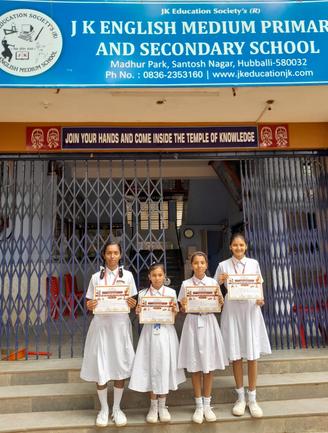 JK Education Society's (R)
J K ENGLISH MEDIUM PRIMAR
AND SECONDARY SCHOOL
Madhur Park, Santosh Nagar, Hubballi-580032
Ph No. : 0836-2353160 | www.jkeducationjk.com
JOIN YOUR HANDS AND COME INSIDE THE TEMPLE OF KNOWLEDGE